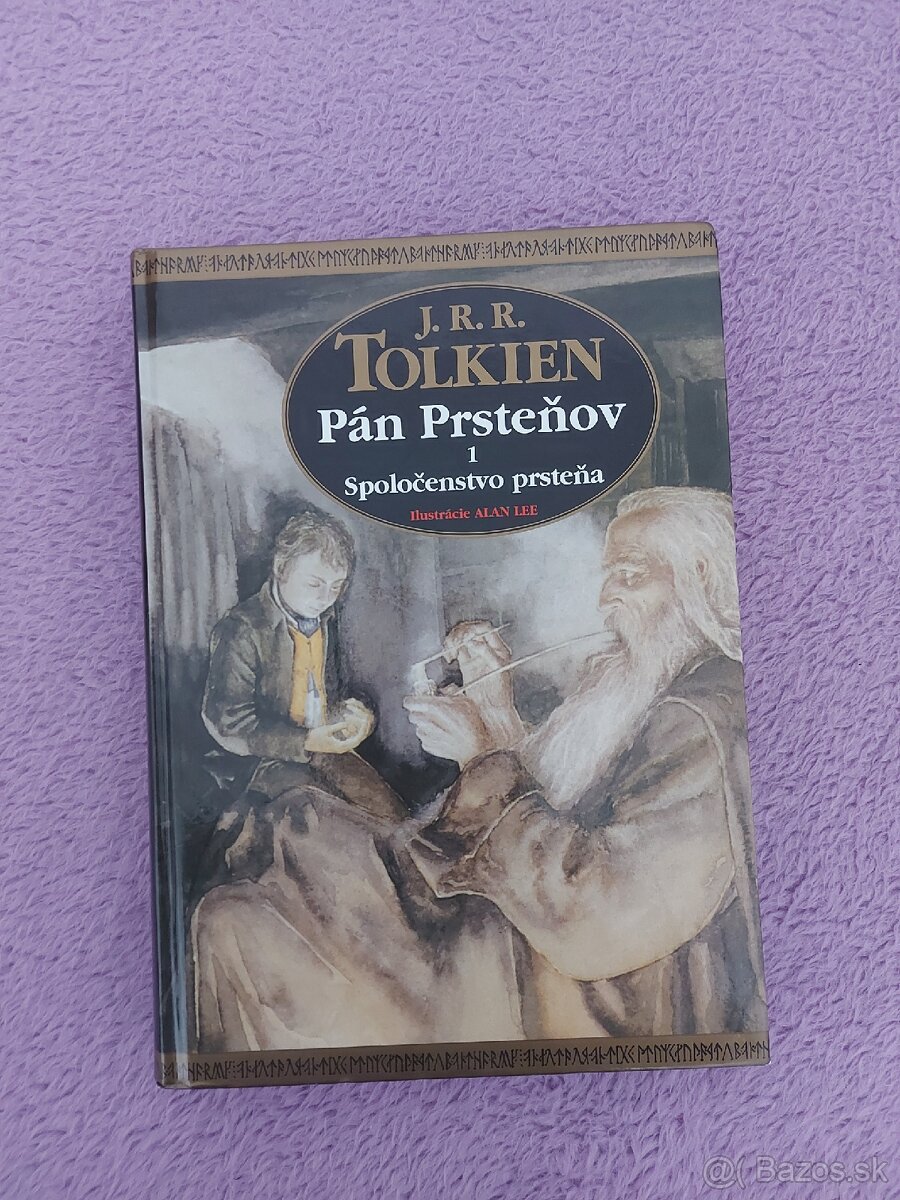 J. R. R.
TOLKIEN
Pán Prsteňov
1
Spoločenstvo prsteňa
Ilustrácie ALAN LEE
@( Bazos.sk